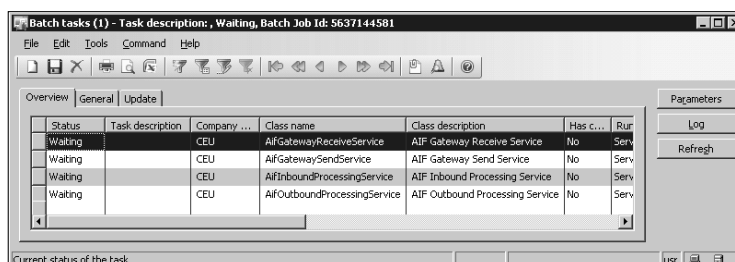 Batch tasks (1) - Task description: , Waiting, Batch Job Id: 5637144581
File Edit Tools Command Help
Overview General Update
Parameters
Status Task description Company ... Class name Class description Has c... Run
Log
Waiting CEU AifGatewayReceiveService AIF Gateway Receive Service No Serv
Refresh
Waiting CEU AifGatewaySendService AIF Gateway Send Service No Serv
Waiting CEU AifInboundProcessingService AIF Inbound Processing Service No Serv
Waiting CEU AifOutboundProcessingService AIF Outbound Processing Service No Serv
Current status of the task usr